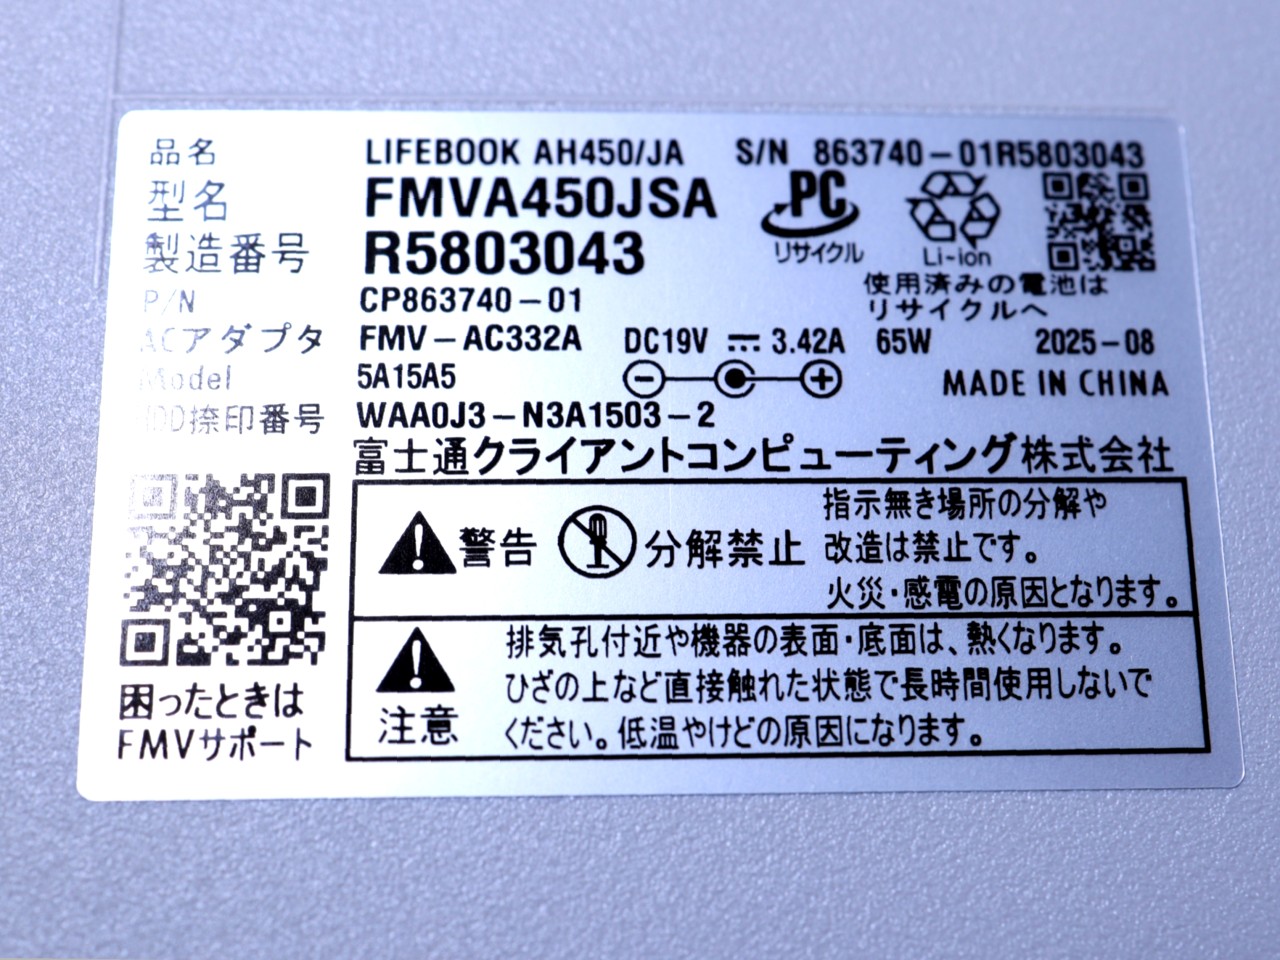 品名 LIFEBOOK AH450/JA S/N 863740-01R5803043
型名 FMVA450JSA
製造番号 R5803043
PC
リサイクル
Li-ion
使用済みの電池は
リサイクルへ
P/N CP863740-01
ACアダプタ FMV-AC332A DC19V 3.42A 65W 2025-08
Model 5A15A5 MADE IN CHINA
HDD捺印番号 WAA0J3-N3A1503-2
富士通クライアントコンピューティング株式会社
警告 分解禁止
指示無き場所の分解や
改造は禁止です。
火災・感電の原因となります。
注意
排気孔付近や機器の表面・底面は、熱くなります。
ひざの上など直接触れた状態で長時間使用しないで
ください。低温やけどの原因になります。
困ったときは
FMVサポート